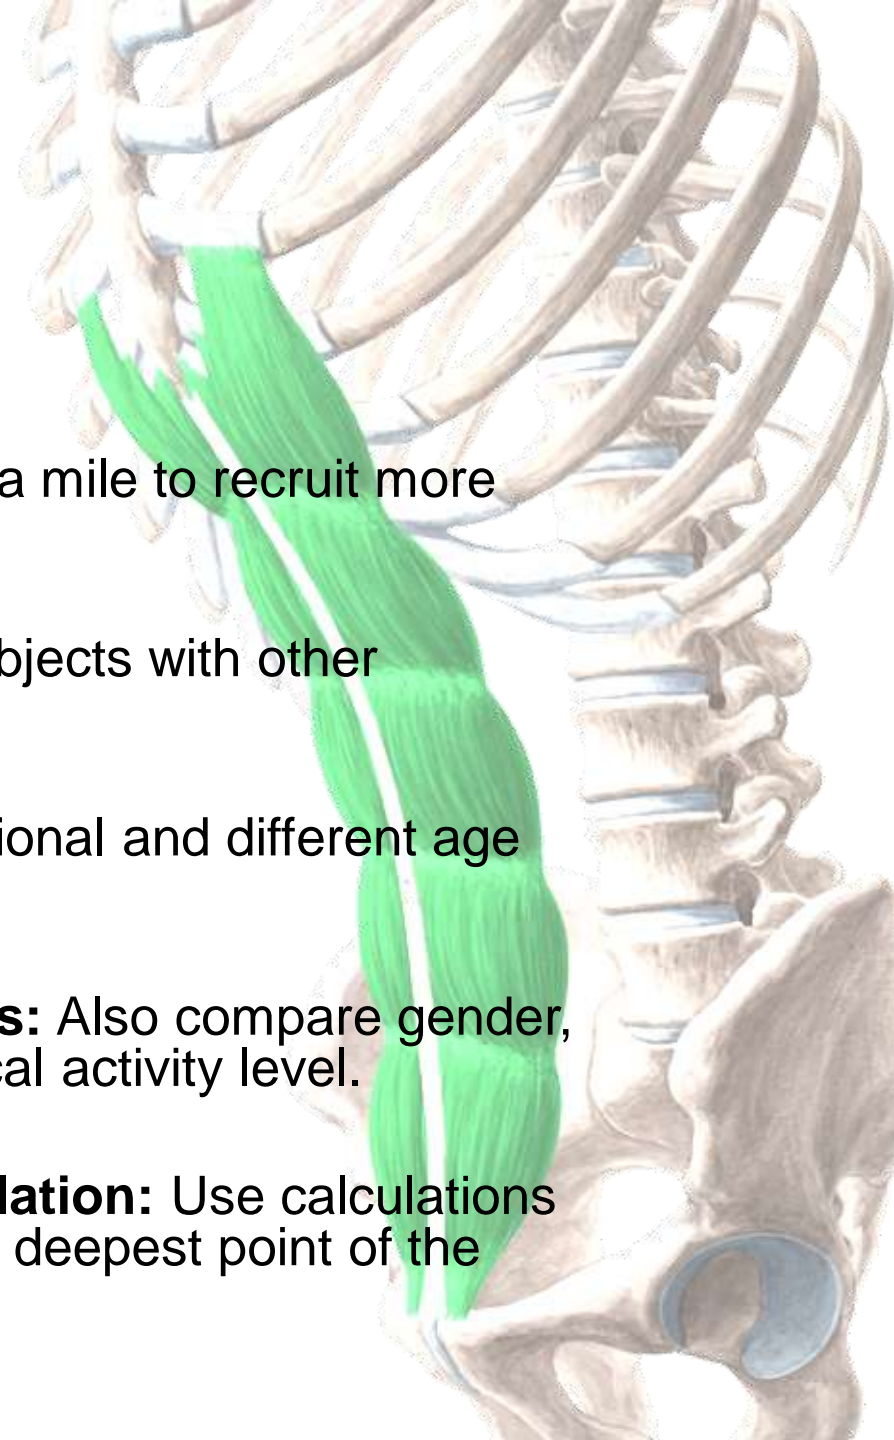 a mile to recruit more
bjects with other
ional and different age
s: Also compare gender,
cal activity level.
lation: Use calculations
deepest point of the